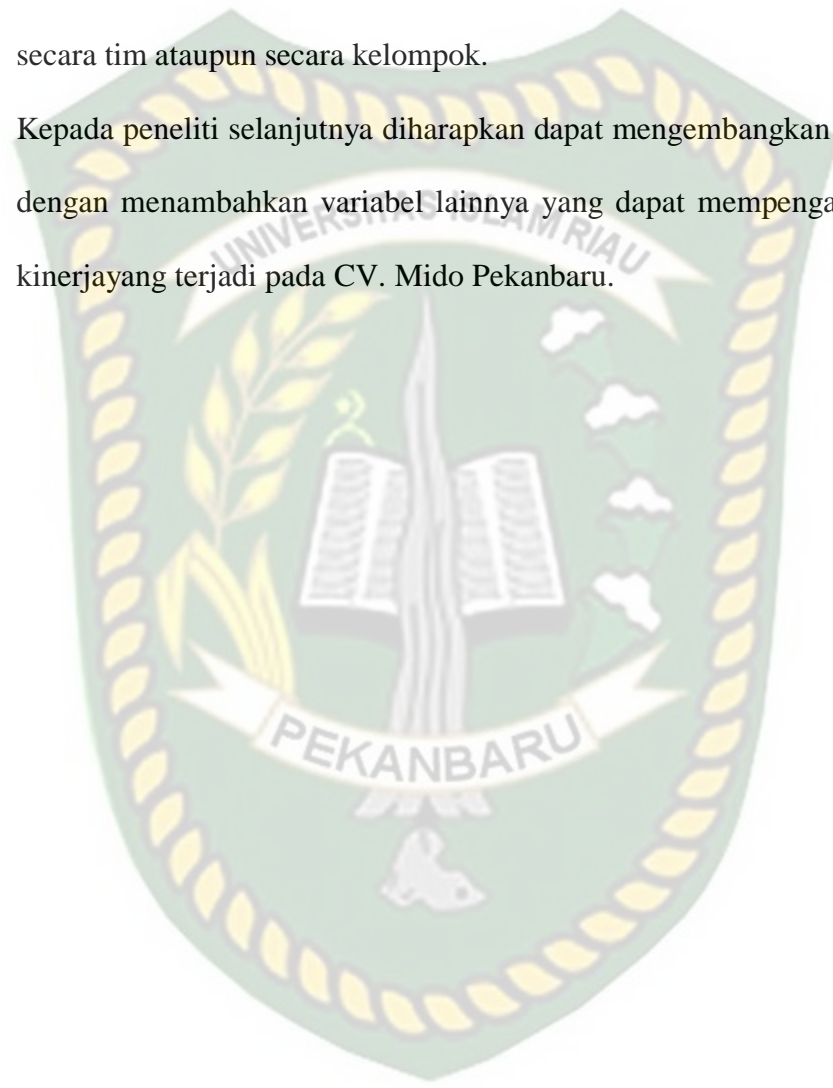 secara tim ataupun secara kelompok.
Kepada peneliti selanjutnya diharapkan dapat mengembangkan
dengan menambahkan variabel lainnya yang dapat mempenga
kinerjayang terjadi pada CV. Mido Pekanbaru.
UNIVERSITAS ISLAM RIAU
PEKANBARU